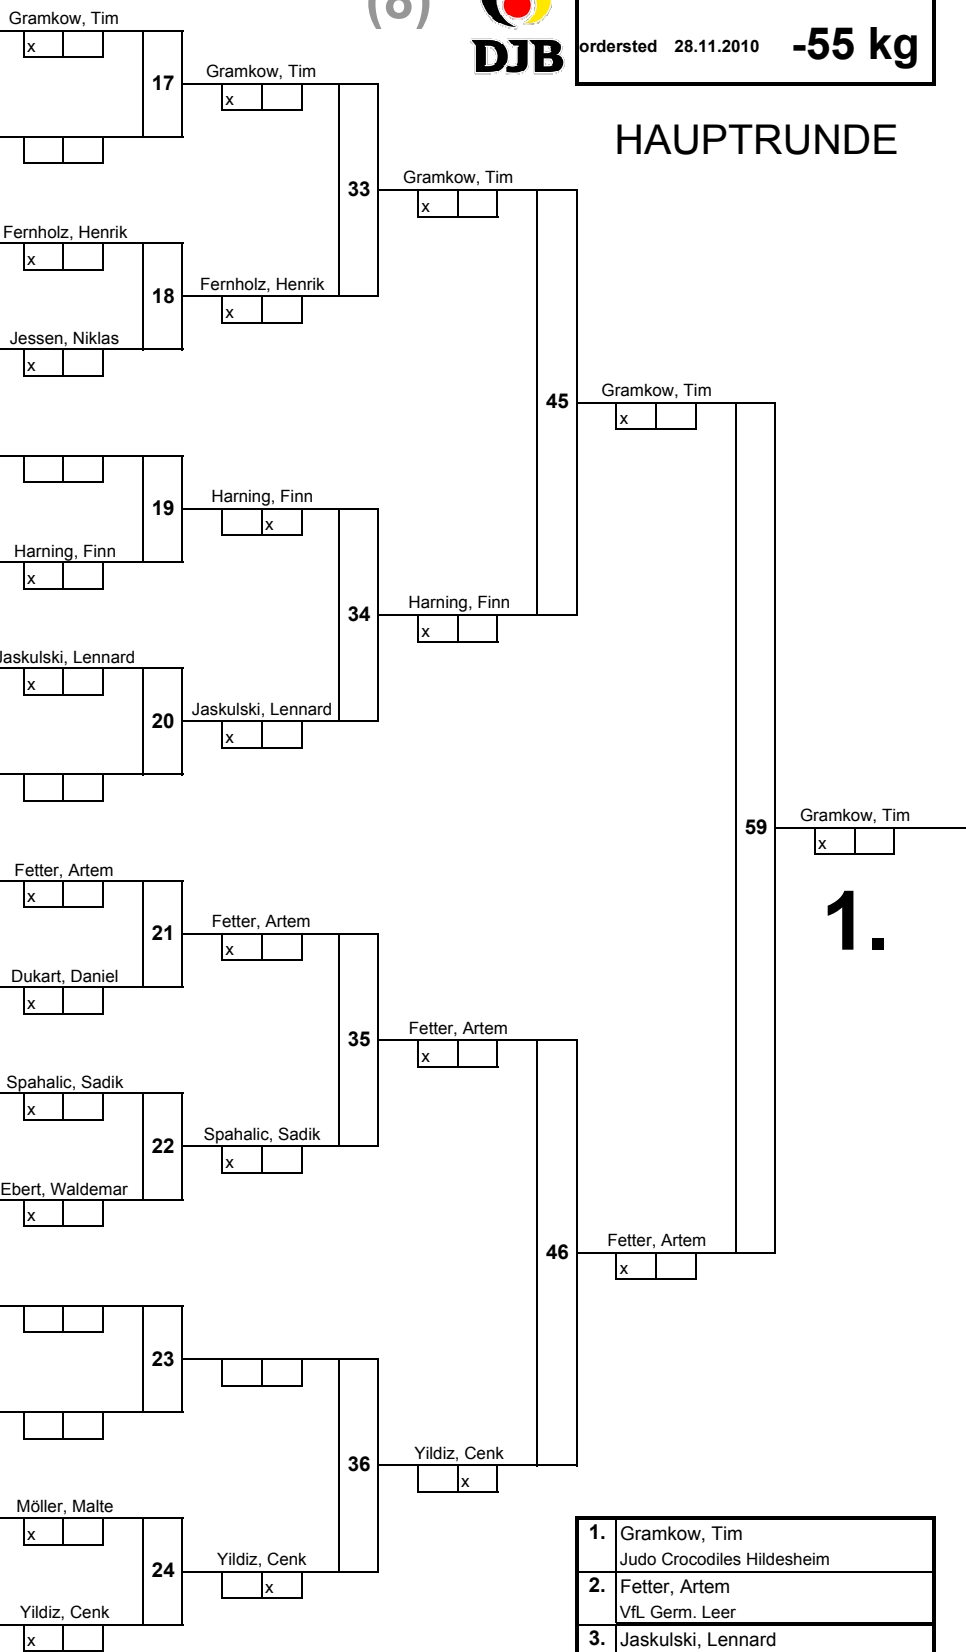 Gramkow, Tim
(8)
DJB
ordersted 28.11.2010 -55 kg
x
17
Gramkow, Tim
x
HAUPTRUNDE
33
Gramkow, Tim
x
Fernholz, Henrik
x
18
Fernholz, Henrik
x
Jessen, Niklas
x
45
Gramkow, Tim
x
19
Harning, Finn
x
Harning, Finn
x
34
Harning, Finn
x
Jaskulski, Lennard
x
20
Jaskulski, Lennard
x
59
Gramkow, Tim
x
1.
Fetter, Artem
x
21
Fetter, Artem
x
Dukart, Daniel
x
35
Fetter, Artem
x
Spahalic, Sadik
x
22
Spahalic, Sadik
x
Ebert, Waldemar
x
46
Fetter, Artem
x
23
36
Yildiz, Cenk
x
Möller, Malte
x
24
Yildiz, Cenk
x
Yildiz, Cenk
x
1. Gramkow, Tim
Judo Crocodiles Hildesheim
2. Fetter, Artem
VfL Germ. Leer
3. Jaskulski, Lennard